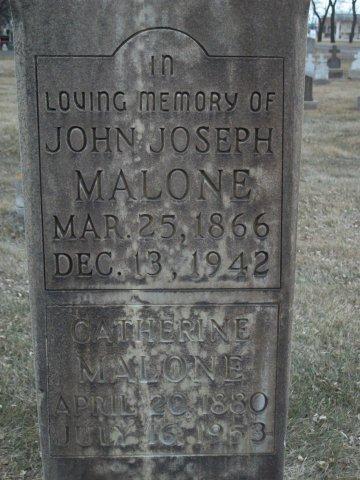 in
LOVING MEMORY OF
JOHN JOSEPH
MALONE
MAR. 25, 1866
DEC. 13, 1942
CATHERINE
MALONE
APRIL 20, 1880
JULY 16, 1953